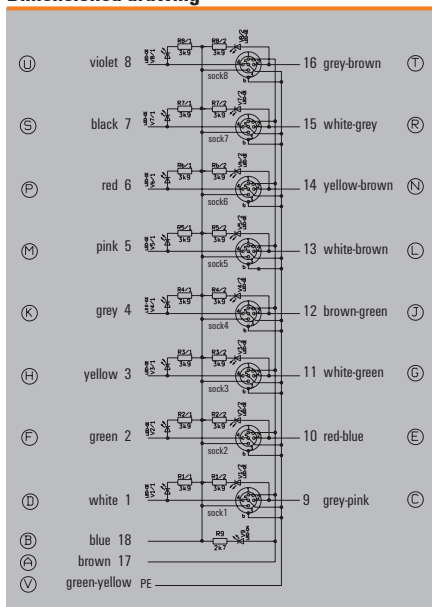 Dimensioned drawing
R8/1 R8/2
U violet 8 3k9 3k9 16 grey-brown T
sock8
R7/1 R7/2
S black 7 3k9 3k9 15 white-grey R
sock7
R6/1 R6/2
P red 6 3k9 3k9 14 yellow-brown N
sock6
R5/1 R5/2
M pink 5 3k9 3k9 13 white-brown L
sock5
R4/1 R4/2
K grey 4 3k9 3k9 12 brown-green J
sock4
R3/1 R3/2
H yellow 3 3k9 3k9 11 white-green G
sock3
R2/1 R2/2
F green 2 3k9 3k9 10 red-blue E
sock2
R1/1 R1/2
D white 1 3k9 3k9 9 grey-pink C
sock1
B blue 18 R9
2k7
A brown 17
V green-yellow PE